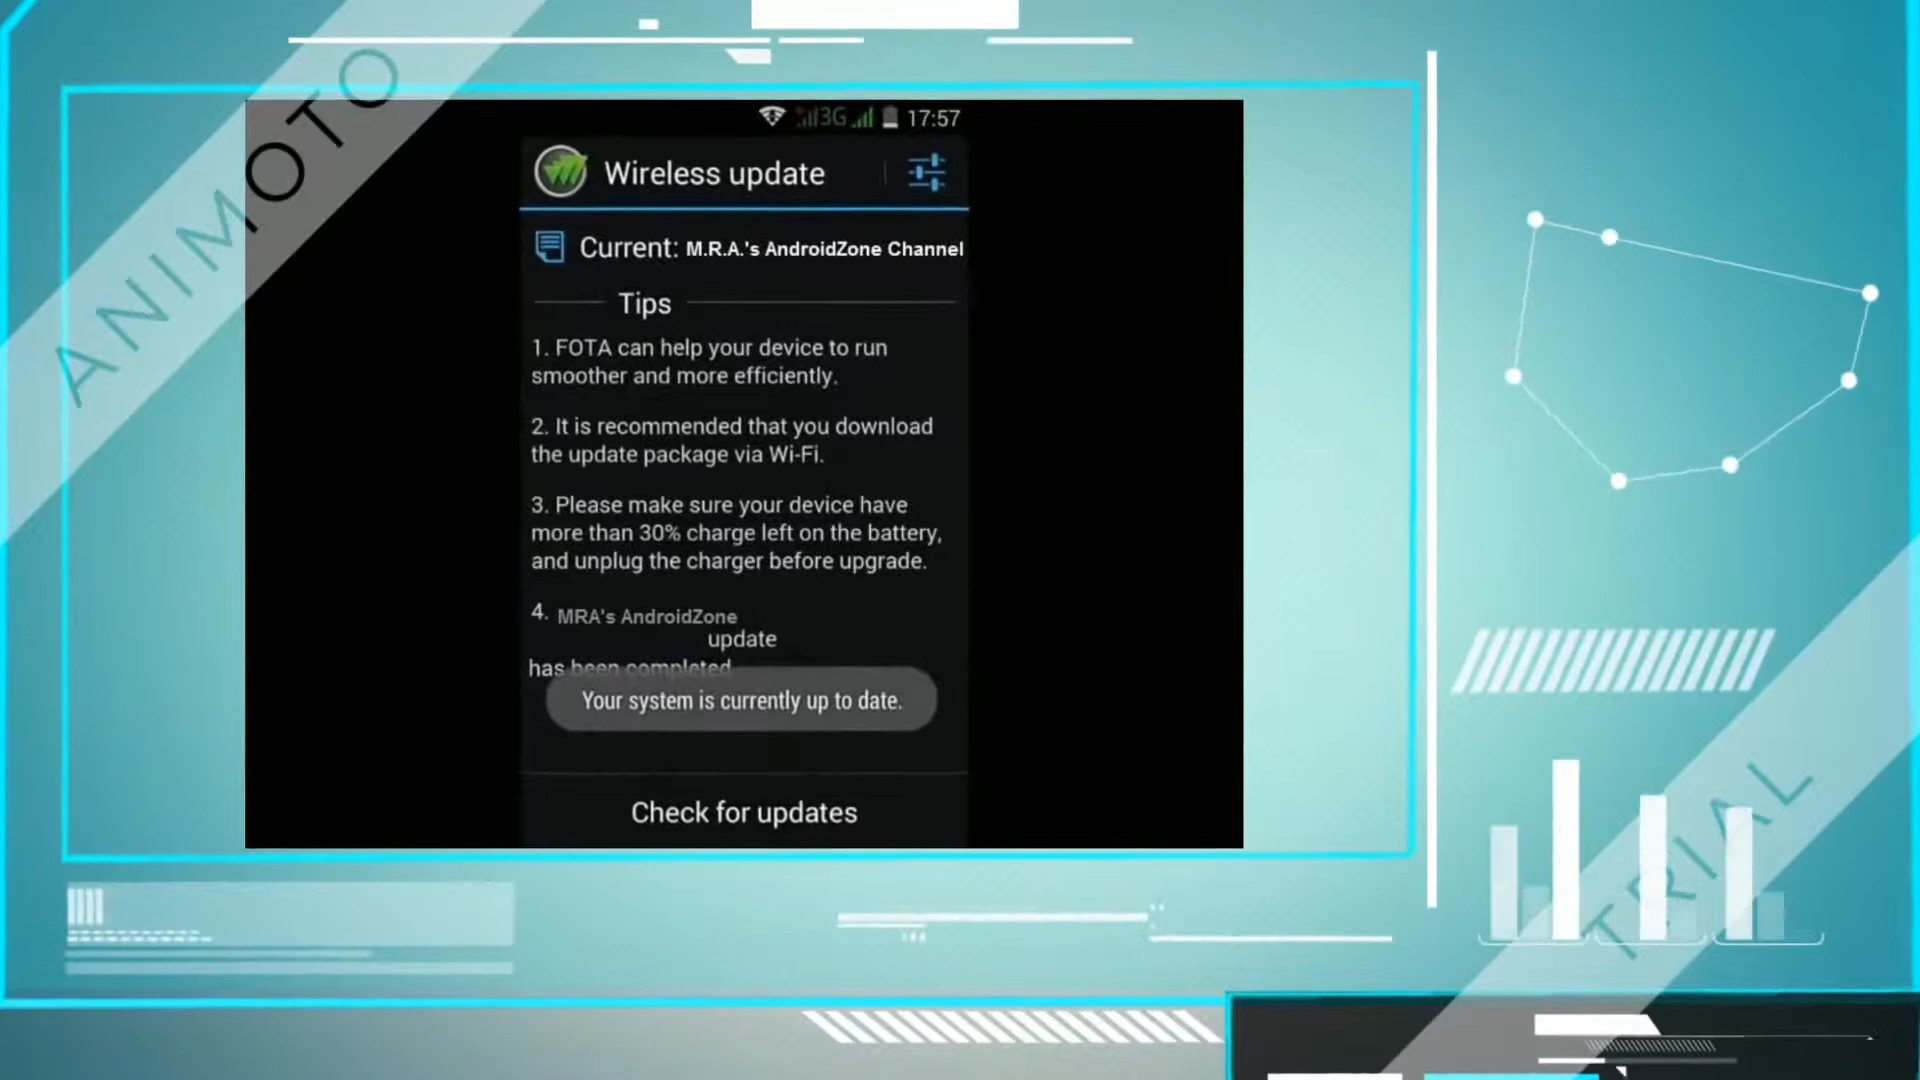 ANIMOTO
3G 17:57
Wireless update
Current: M.R.A.'s AndroidZone Channel
Tips
1. FOTA can help your device to run
smoother and more efficiently.
2. It is recommended that you download
the update package via Wi-Fi.
3. Please make sure your device have
more than 30% charge left on the battery,
and unplug the charger before upgrade.
4. MRA's AndroidZone
update
has been completed
Your system is currently up to date.
Check for updates
TRIAL